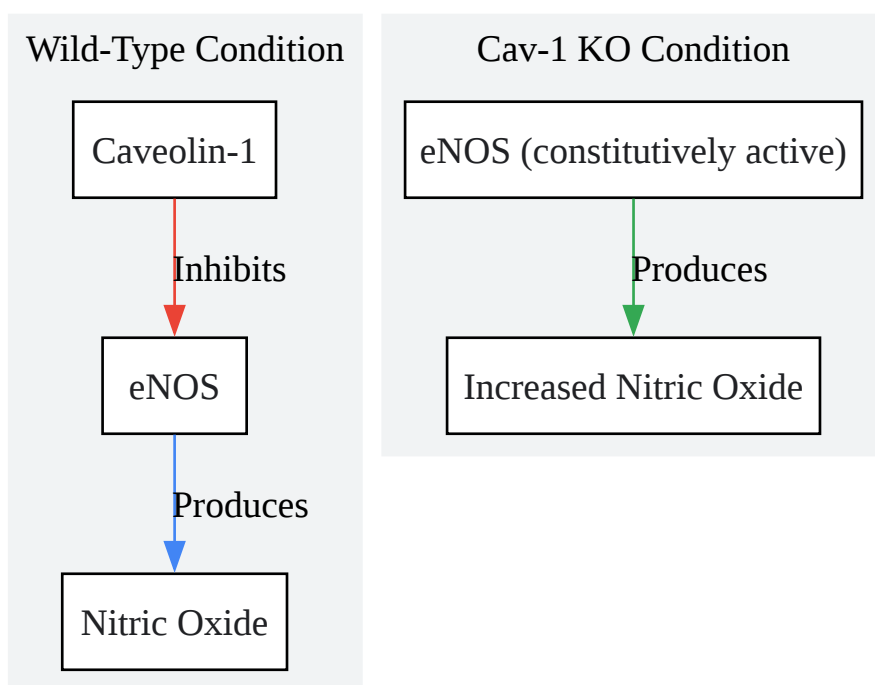 Wild-Type Condition
Caveolin-1
Inhibits
eNOS
Produces
Nitric Oxide
Cav-1 KO Condition
eNOS (constitutively active)
Produces
Increased Nitric Oxide